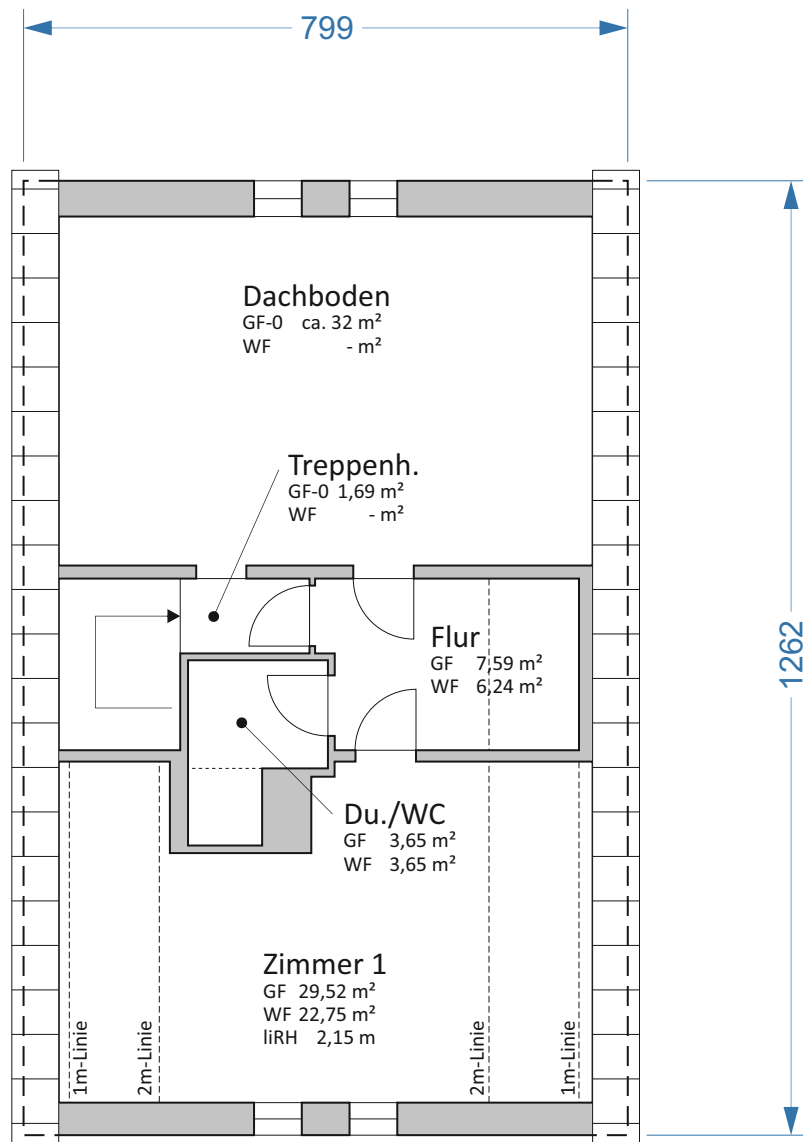 799
1262
Dachboden
GF-0 ca. 32 m²
WF - m²
Treppenh.
GF-0 1,69 m²
WF - m²
Flur
GF 7,59 m²
WF 6,24 m²
Du./WC
GF 3,65 m²
WF 3,65 m²
Zimmer 1
GF 29,52 m²
WF 22,75 m²
liRH 2,15 m
1m-Linie
2m-Linie
2m-Linie
1m-Linie